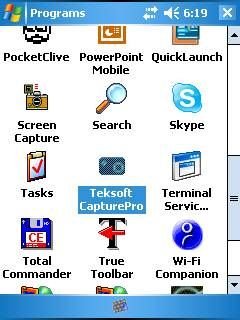 Programs 6:19
PocketClive
PowerPoint
Mobile
QuickLaunch
Screen
Capture
Search
Skype
Tasks
Teksoft
CapturePro
Terminal
Servic...
Total
Commander
CE
True
Toolbar
Wi-Fi
Companion